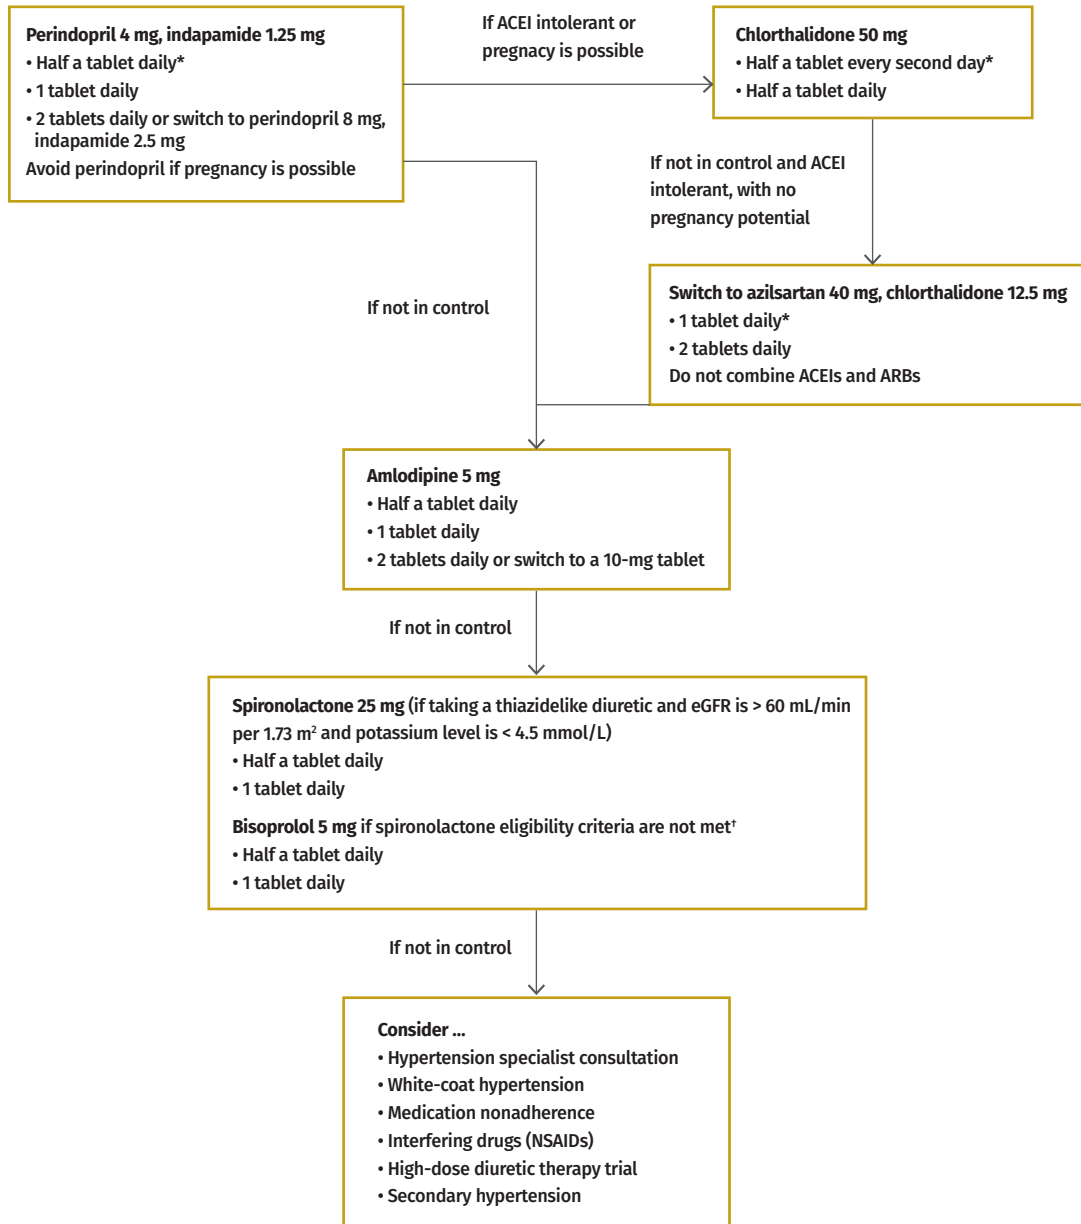 Perindopril 4 mg, indapamide 1.25 mg
• Half a tablet daily*
• 1 tablet daily
• 2 tablets daily or switch to perindopril 8 mg,
indapamide 2.5 mg
Avoid perindopril if pregnancy is possible
If ACEI intolerant or
pregnacy is possible
Chlorthalidone 50 mg
• Half a tablet every second day*
• Half a tablet daily
If not in control and ACEI
intolerant, with no
pregnancy potential
Switch to azilsartan 40 mg, chlorthalidone 12.5 mg
• 1 tablet daily*
• 2 tablets daily
Do not combine ACEIs and ARBs
If not in control
Amlodipine 5 mg
• Half a tablet daily
• 1 tablet daily
• 2 tablets daily or switch to a 10-mg tablet
If not in control
Spironolactone 25 mg (if taking a thiazidelike diuretic and eGFR is > 60 mL/min
per 1.73 m² and potassium level is < 4.5 mmol/L)
• Half a tablet daily
• 1 tablet daily
Bisoprolol 5 mg if spironolactone eligibility criteria are not met†
• Half a tablet daily
• 1 tablet daily
If not in control
Consider ...
• Hypertension specialist consultation
• White-coat hypertension
• Medication nonadherence
• Interfering drugs (NSAIDs)
• High-dose diuretic therapy trial
• Secondary hypertension